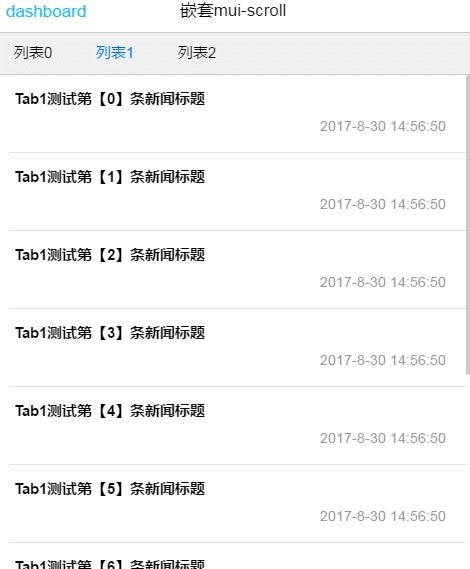 dashboard 嵌套mui-scroll
列表0 列表1 列表2
Tab1测试第【0】条新闻标题
2017-8-30 14:56:50
Tab1测试第【1】条新闻标题
2017-8-30 14:56:50
Tab1测试第【2】条新闻标题
2017-8-30 14:56:50
Tab1测试第【3】条新闻标题
2017-8-30 14:56:50
Tab1测试第【4】条新闻标题
2017-8-30 14:56:50
Tab1测试第【5】条新闻标题
2017-8-30 14:56:50
Tab1测试第【6】条新闻标题